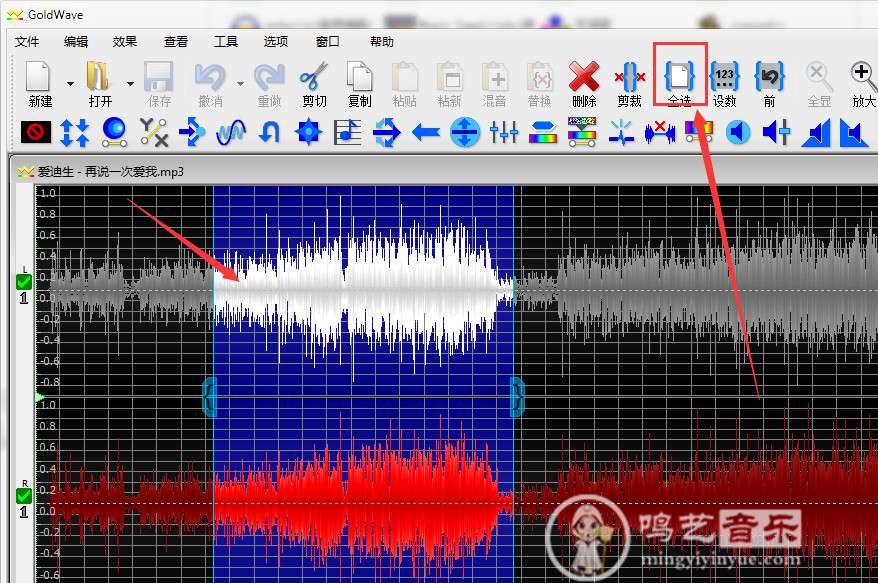 GoldWave
文件 编辑 效果 查看 工具 选项 窗口 帮助
新建 打开 保存 撤消 重做 剪切 复制 粘贴 粘新 混音 替换 删除 剪裁 全选 设数 前 全显 放大
123
爱迪生 - 再说一次爱我.mp3
1.0
0.8
0.6
0.4
0.2
L
0.0
1
-0.2
-0.4
-0.6
-0.8
1.0
0.8
0.6
0.4
R
0.2
0.0
1
-0.2
-0.4
-0.6
鸣艺音乐
mingyiyinyue.com